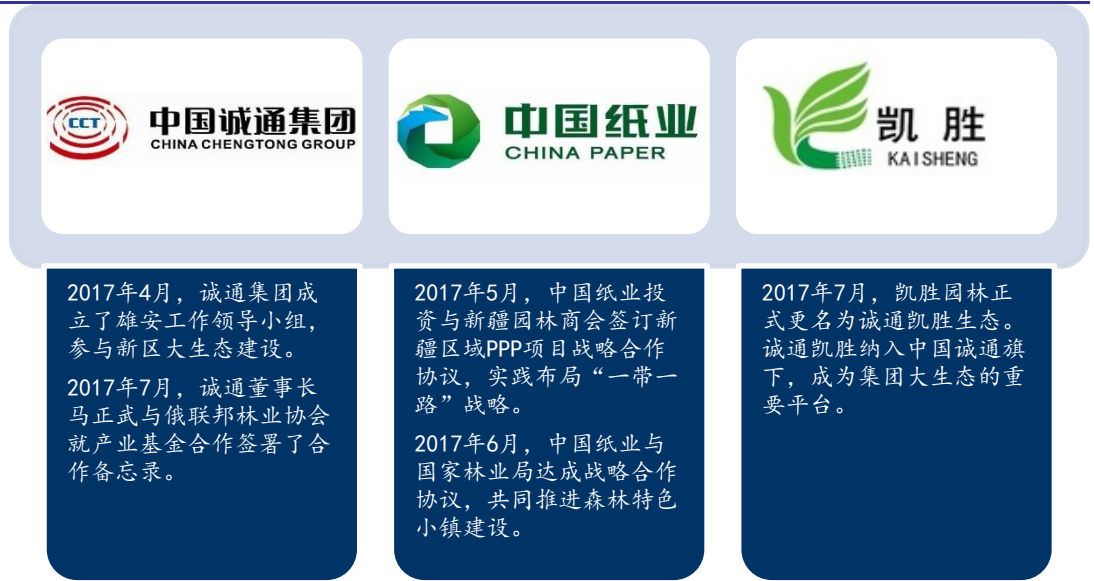 CCT
中国诚通集团
CHINA CHENGTONG GROUP
中国纸业
CHINA PAPER
凯胜
KAISHENG
2017年4月，诚通集团成
立了雄安工作领导小组，
参与新区大生态建设。
2017年7月，诚通董事长
马正武与俄联邦林业协会
就产业基金合作签署了合
作备忘录。
2017年5月，中国纸业投
资与新疆园林商会签订新
疆区域PPP项目战略合作
协议，实践布局“一带一
路”战略。
2017年6月，中国纸业与
国家林业局达成战略合作
协议，共同推进森林特色
小镇建设。
2017年7月，凯胜园林正
式更名为诚通凯胜生态。
诚通凯胜纳入中国诚通旗
下，成为集团大生态的重
要平台。